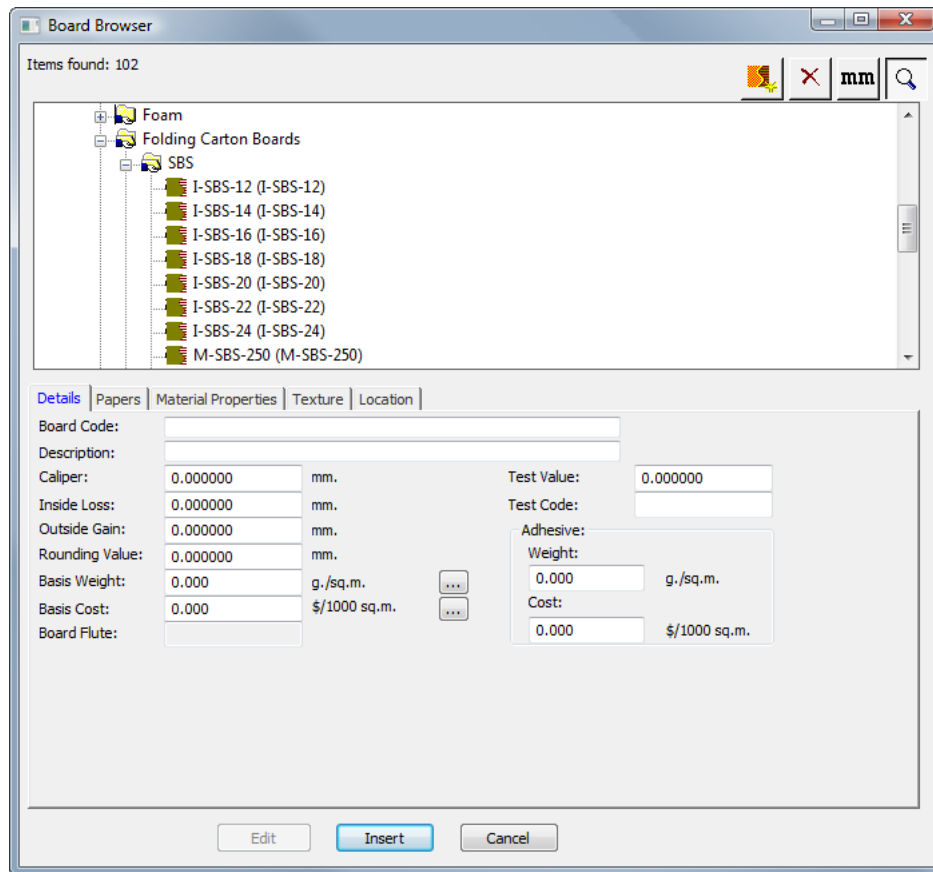 Board Browser
Items found: 102
mm
Foam
Folding Carton Boards
SBS
I-SBS-12 (I-SBS-12)
I-SBS-14 (I-SBS-14)
I-SBS-16 (I-SBS-16)
I-SBS-18 (I-SBS-18)
I-SBS-20 (I-SBS-20)
I-SBS-22 (I-SBS-22)
I-SBS-24 (I-SBS-24)
M-SBS-250 (M-SBS-250)
Details Papers Material Properties Texture Location
Board Code:
Description:
Caliper: 0.000000 mm. Test Value: 0.000000
Inside Loss: 0.000000 mm. Test Code:
Outside Gain: 0.000000 mm. Adhesive:
Rounding Value: 0.000000 mm. Weight:
Basis Weight: 0.000 g./sq.m. ... 0.000 g./sq.m.
Basis Cost: 0.000 $/1000 sq.m. ... Cost:
Board Flute: 0.000 $/1000 sq.m.
Edit Insert Cancel